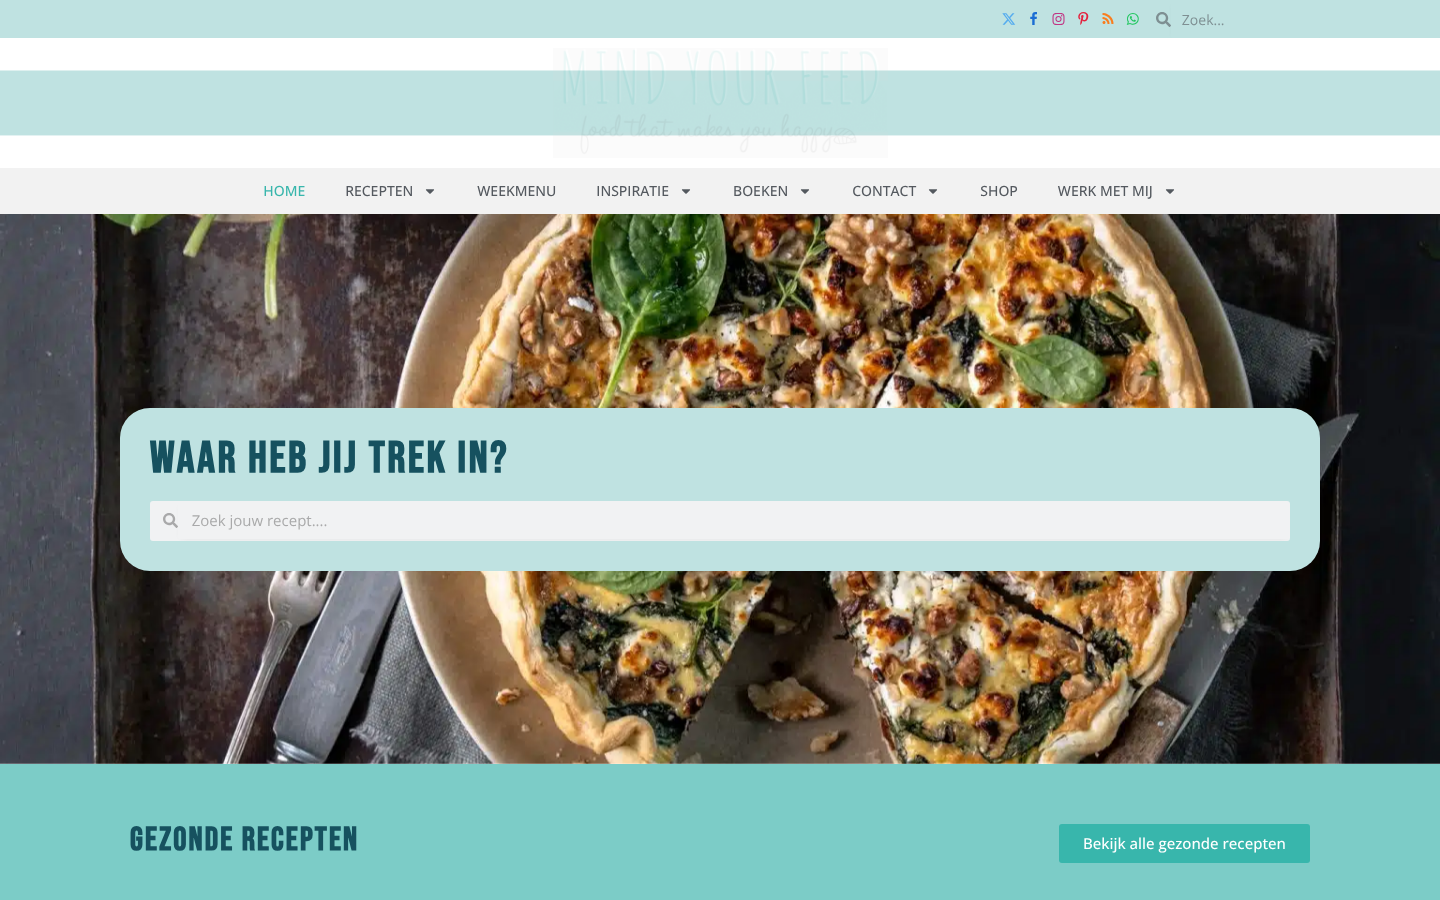 Zoek...
MIND YOUR FEED
food that makes you happy
HOME
RECEPTEN
WEEKMENU
INSPIRATIE
BOEKEN
CONTACT
SHOP
WERK MET MIJ
WAAR HEB JIJ TREK IN?
Zoek jouw recept....
GEZONDE RECEPTEN
Bekijk alle gezonde recepten